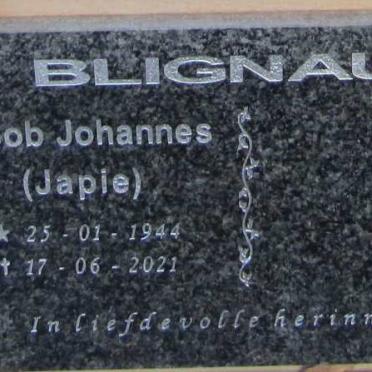 BLIGNAU
ob Johannes
(Japie)
★ 25 - 01 - 1944
✝ 17 - 06 - 2021
In liefdevolle herinn